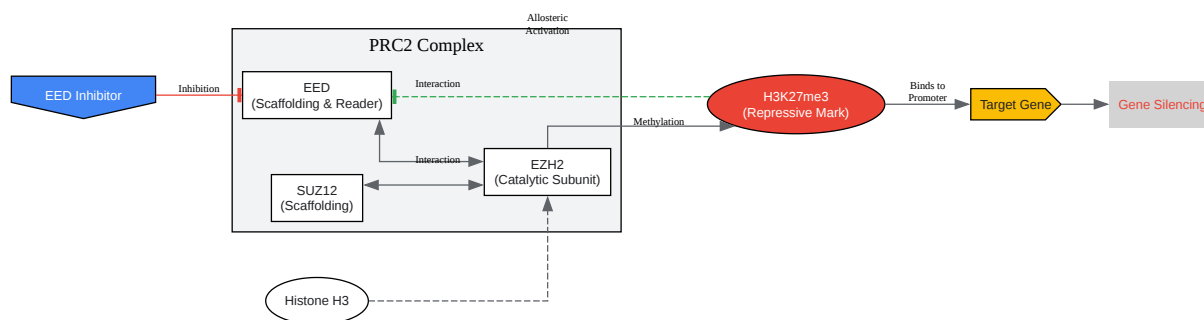 Allosteric
Activation
PRC2 Complex
EED Inhibitor
Inhibition
EED
(Scaffolding & Reader)
Interaction
H3K27me3
(Repressive Mark)
Binds to
Promoter
Target Gene
Gene Silencing
Methylation
Interaction
EZH2
(Catalytic Subunit)
SUZ12
(Scaffolding)
Histone H3